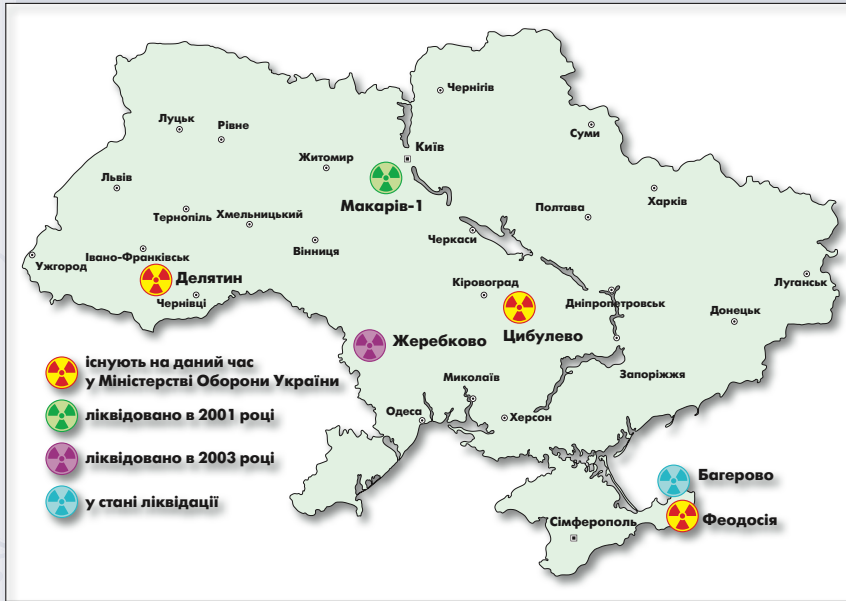 Чернігів
Луцьк
Рівне
Суми
Київ
Житомир
Львів
Макарів-1
Харків
Тернопіль
Хмельницький
Полтава
Черкаси
Вінниця
Ужгород
Івано-Франківськ
Делятин
Чернівці
Кіровоград
Луганськ
Дніпропетровськ
Донецьк
Цибулево
Жеребково
існують на даний час
у Міністерстві Оборони України
Запоріжжя
Миколаїв
ліквідовано в 2001 році
Одеса
Херсон
ліквідовано в 2003 році
Багерово
у стані ліквідації
Сімферополь
Феодосія